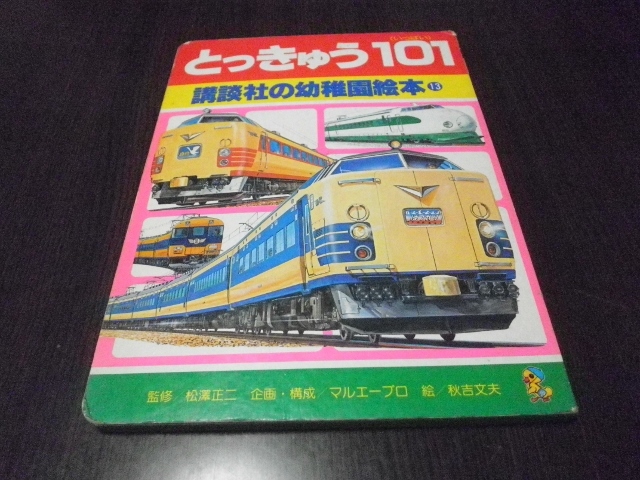 とっきゅう101
講談社の幼稚園絵本13
監修 松澤正二 企画・構成 マルエープロ 絵/秋吉文夫